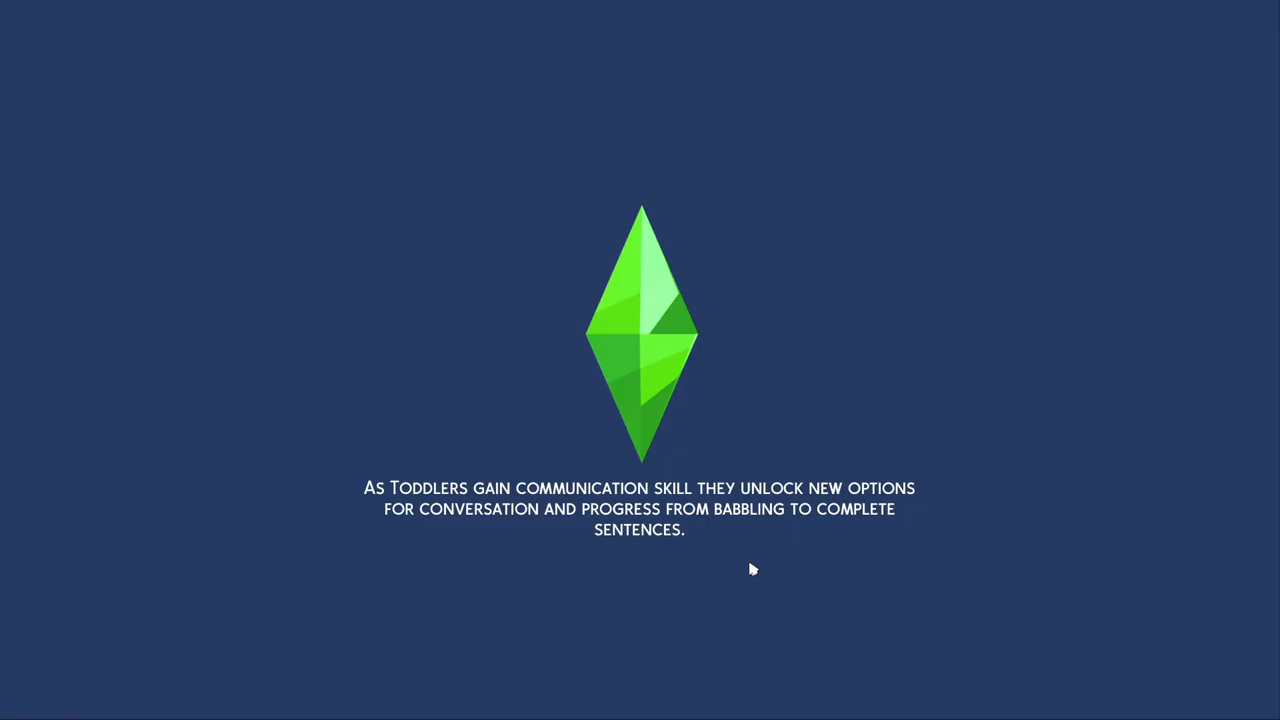 As Toddlers gain communication skill they unlock new options
for conversation and progress from babbling to complete
sentences.